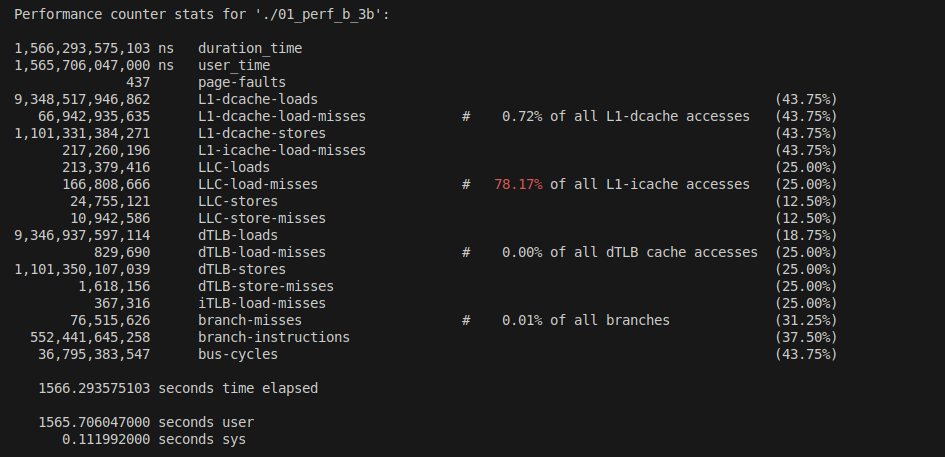 Performance counter stats for './01_perf_b_3b':
1,566,293,575,103 ns duration_time
1,565,706,047,000 ns user_time
437 page-faults
9,348,517,946,862 L1-dcache-loads (43.75%)
66,942,935,635 L1-dcache-load-misses # 0.72% of all L1-dcache accesses (43.75%)
1,101,331,384,271 L1-dcache-stores (43.75%)
217,260,196 L1-icache-load-misses (43.75%)
213,379,416 LLC-loads (25.00%)
166,808,666 LLC-load-misses # 78.17% of all L1-icache accesses (25.00%)
24,755,121 LLC-stores (12.50%)
10,942,586 LLC-store-misses (12.50%)
9,346,937,597,114 dTLB-loads (18.75%)
829,690 dTLB-load-misses # 0.00% of all dTLB cache accesses (25.00%)
1,101,350,107,039 dTLB-stores (25.00%)
1,618,156 dTLB-store-misses (25.00%)
367,316 iTLB-load-misses (25.00%)
76,515,626 branch-misses # 0.01% of all branches (31.25%)
552,441,645,258 branch-instructions (37.50%)
36,795,383,547 bus-cycles (43.75%)
1566.293575103 seconds time elapsed
1565.706047000 seconds user
0.111992000 seconds sys